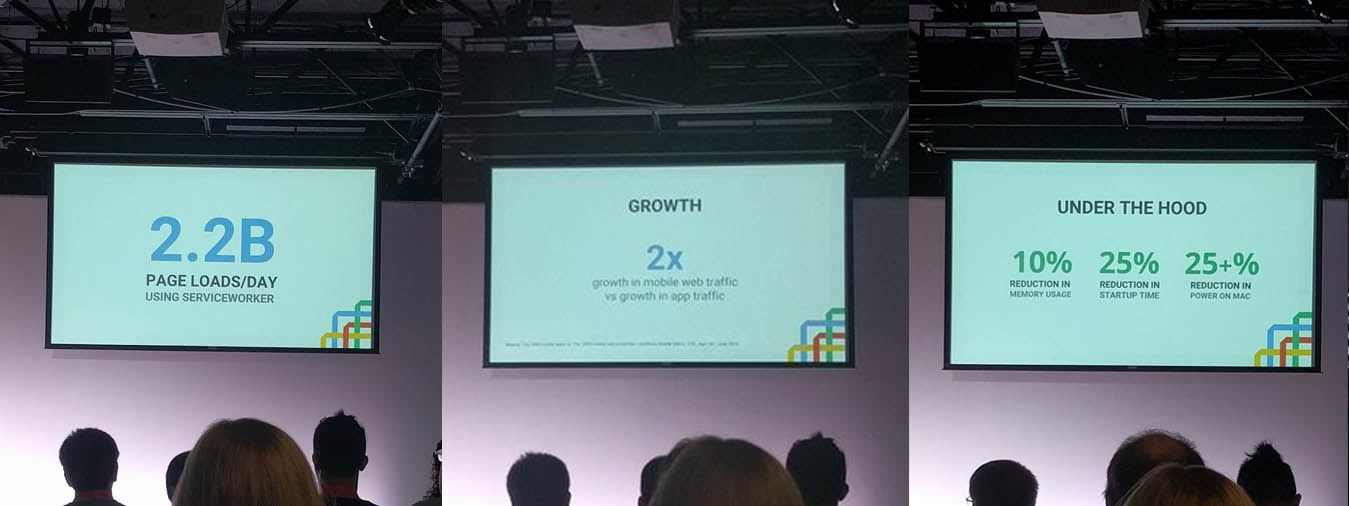 2.2B
PAGE LOADS/DAY
USING SERVICEWORKER
GROWTH
2x
growth in mobile web traffic
vs growth in app traffic
UNDER THE HOOD
10% 25% 25+%
REDUCTION IN REDUCTION IN REDUCTION IN
MEMORY USAGE STARTUP TIME POWER ON MAC